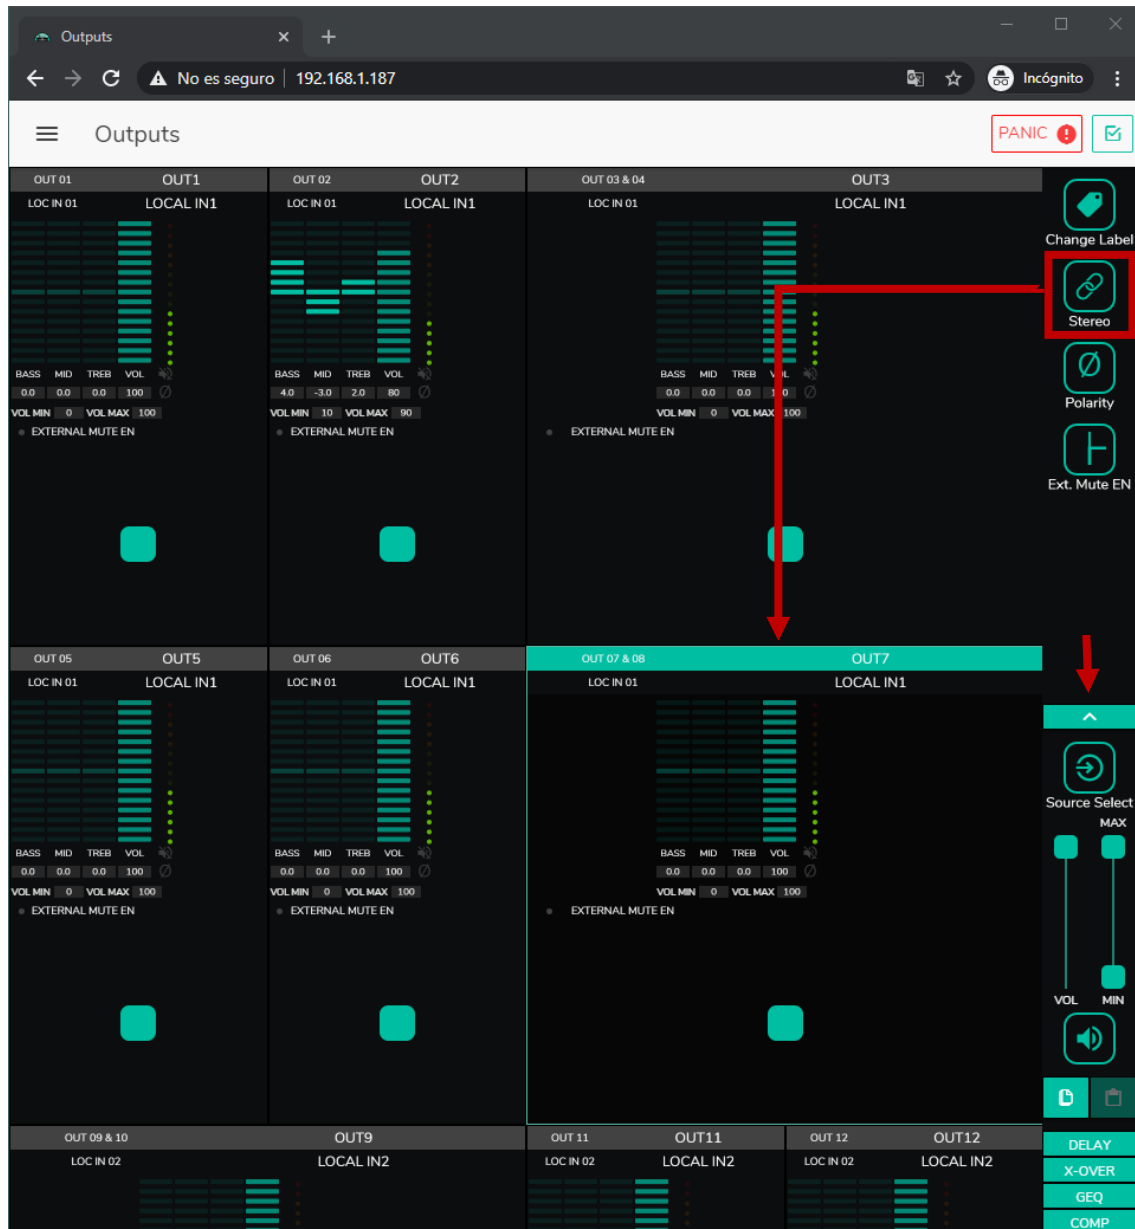 Outputs
No es seguro 192.168.1.187 Incógnito
Outputs PANIC
OUT 01 OUT1 OUT 02 OUT2 OUT 03 & 04 OUT3
LOC IN 01 LOCAL IN1 LOC IN 01 LOCAL IN1 LOC IN 01 LOCAL IN1
Change Label
Stereo
BASS MID TREB VOL BASS MID TREB VOL BASS MID TREB VOL
0.0 0.0 0.0 100 4.0 -3.0 2.0 80 0.0 0.0 0.0 100
Polarity
VOL MIN 0 VOL MAX 100 VOL MIN 10 VOL MAX 90 VOL MIN 0 VOL MAX 100
EXTERNAL MUTE EN EXTERNAL MUTE EN EXTERNAL MUTE EN
Ext. Mute EN
OUT 05 OUT5 OUT 06 OUT6 OUT 07 & 08 OUT7
LOC IN 01 LOCAL IN1 LOC IN 01 LOCAL IN1 LOC IN 01 LOCAL IN1
Source Select
MAX
BASS MID TREB VOL BASS MID TREB VOL BASS MID TREB VOL
0.0 0.0 0.0 100 0.0 0.0 0.0 100 0.0 0.0 0.0 100
VOL MIN 0 VOL MAX 100 VOL MIN 0 VOL MAX 100 VOL MIN 0 VOL MAX 100
EXTERNAL MUTE EN EXTERNAL MUTE EN EXTERNAL MUTE EN
VOL MIN
OUT 09 & 10 OUT9 OUT 11 OUT11 OUT 12 OUT12
LOC IN 02 LOCAL IN2 LOC IN 02 LOCAL IN2 LOC IN 02 LOCAL IN2
DELAY
X-OVER
GEQ
COMP